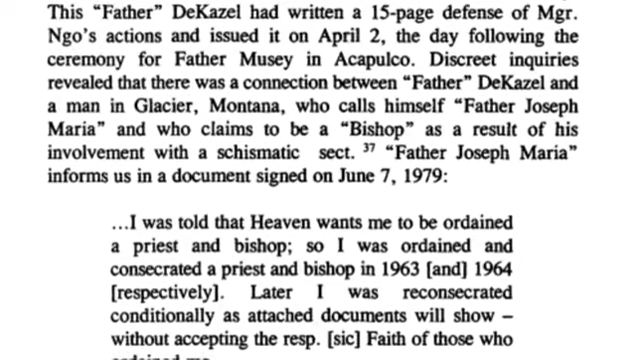 This “Father” DeKazel had written a 15-page defense of Mgr.
Ngo’s actions and issued it on April 2, the day following the
ceremony for Father Musey in Acapulco. Discreet inquiries
revealed that there was a connection between “Father” DeKazel and
a man in Glacier, Montana, who calls himself “Father Joseph
Maria” and who claims to be a “Bishop” as a result of his
involvement with a schismatic sect. 37 “Father Joseph Maria”
informs us in a document signed on June 7, 1979:
…I was told that Heaven wants me to be ordained
a priest and bishop; so I was ordained and
consecrated a priest and bishop in 1963 [and] 1964
[respectively]. Later I was reconsecrated
conditionally as attached documents will show –
without accepting the resp. [sic] Faith of those who